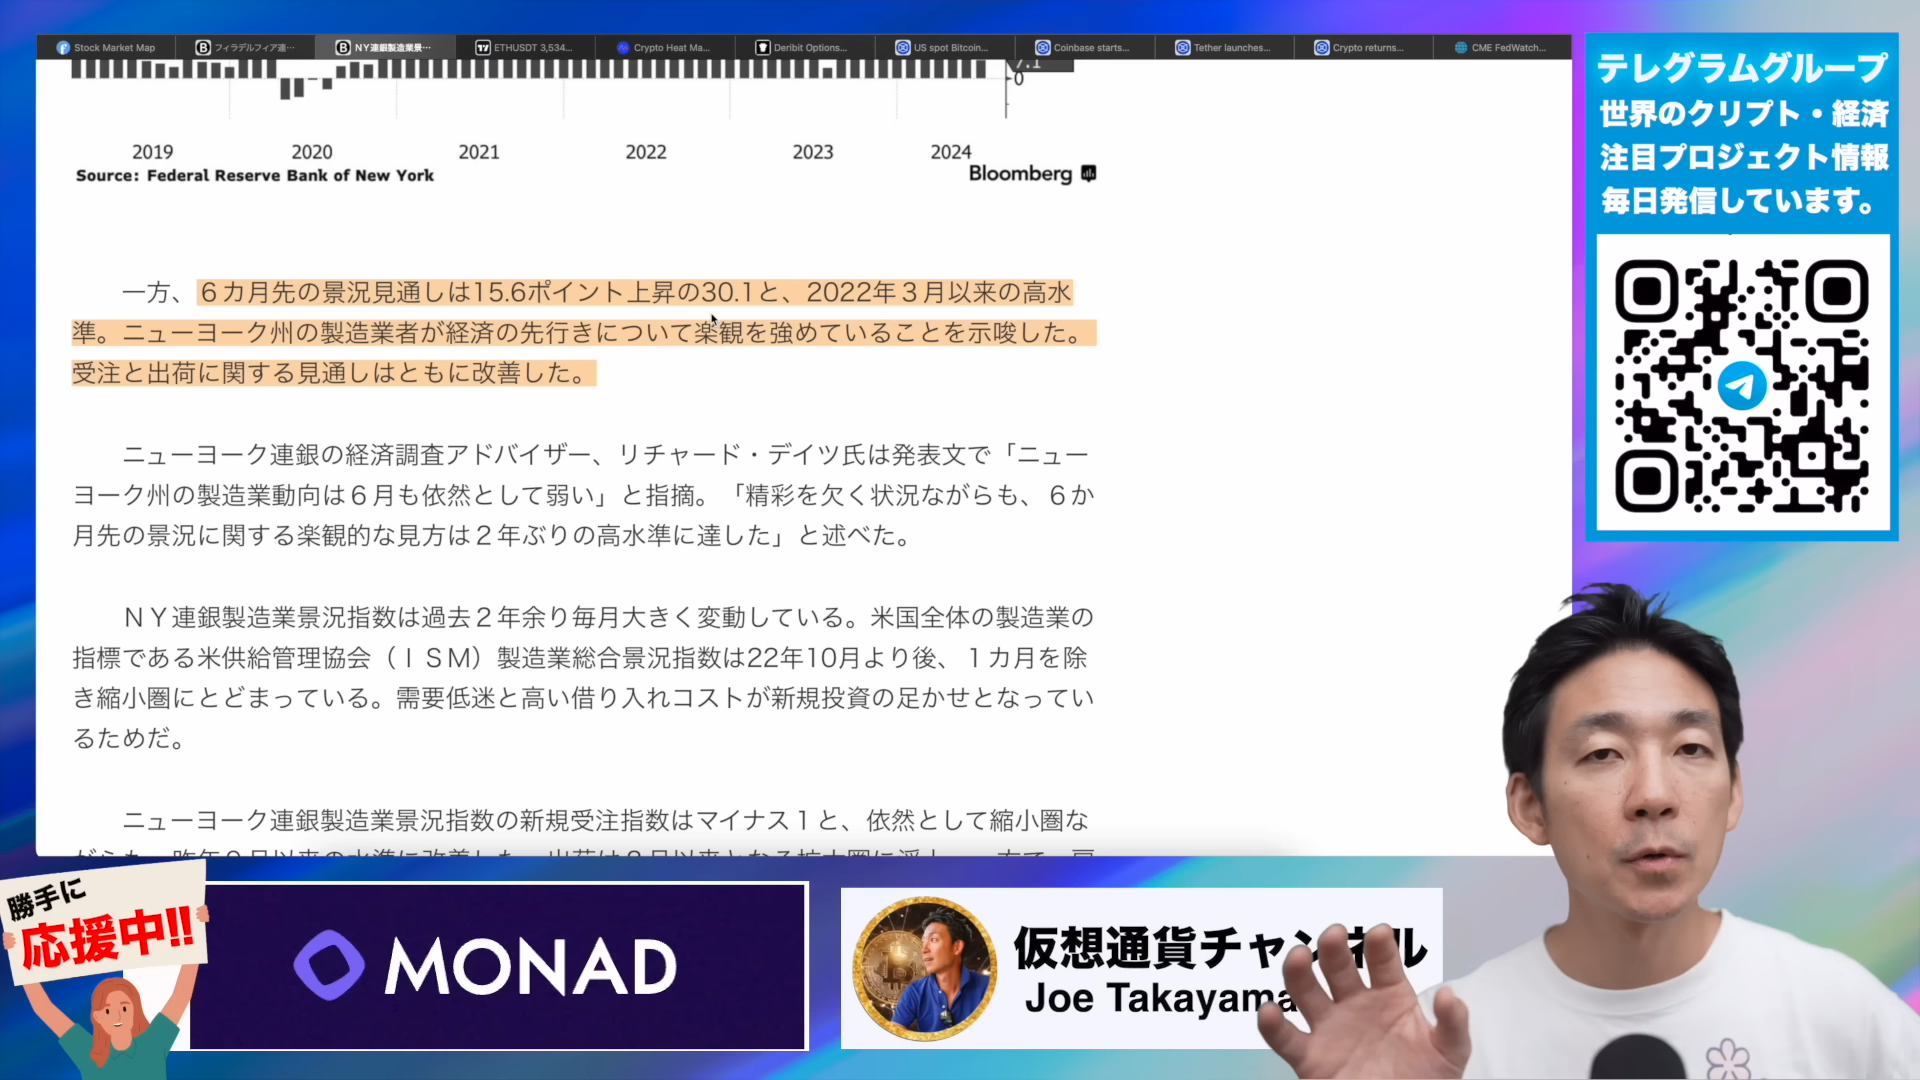 Stock Market Map
フィラデルフィア連…
NY連銀製造業景…
ETHUSDT 3,534...
Crypto Heat Ma...
Deribit Options...
US spot Bitcoin...
Coinbase starts...
Tether launches...
Crypto returns...
CME FedWatch...
7.1
0
2019 2020 2021 2022 2023 2024
Source: Federal Reserve Bank of New York
Bloomberg
一方、６カ月先の景況見通しは15.6ポイント上昇の30.1と、2022年３月以来の高水
準。ニューヨーク州の製造業者が経済の先行きについて楽観を強めていることを示唆した。
受注と出荷に関する見通しはともに改善した。
ニューヨーク連銀の経済調査アドバイザー、リチャード・デイツ氏は発表文で「ニュー
ヨーク州の製造業動向は６月も依然として弱い」と指摘。「精彩を欠く状況ながらも、６か
月先の景況に関する楽観的な見方は２年ぶりの高水準に達した」と述べた。
ＮＹ連銀製造業景況指数は過去２年余り毎月大きく変動している。米国全体の製造業の
指標である米供給管理協会（ＩＳＭ）製造業総合景況指数は22年10月より後、１カ月を除
き縮小圏にとどまっている。需要低迷と高い借り入れコストが新規投資の足かせとなってい
るためだ。
ニューヨーク連銀製造業景況指数の新規受注指数はマイナス１と、依然として縮小圏な
テレグラムグループ
世界のクリプト・経済
注目プロジェクト情報
毎日発信しています。
勝手に
応援中!!
MONAD
仮想通貨チャンネル
Joe Takayama